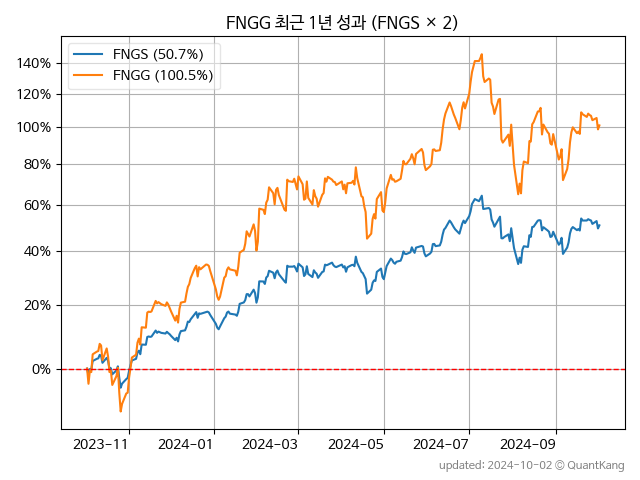 FNGG 최근 1년 성과 (FNGS × 2)
FNGS (50.7%)
FNGG (100.5%)
140%
120%
100%
80%
60%
40%
20%
0%
2023-11 2024-01 2024-03 2024-05 2024-07 2024-09
updated: 2024-10-02 © QuantKang